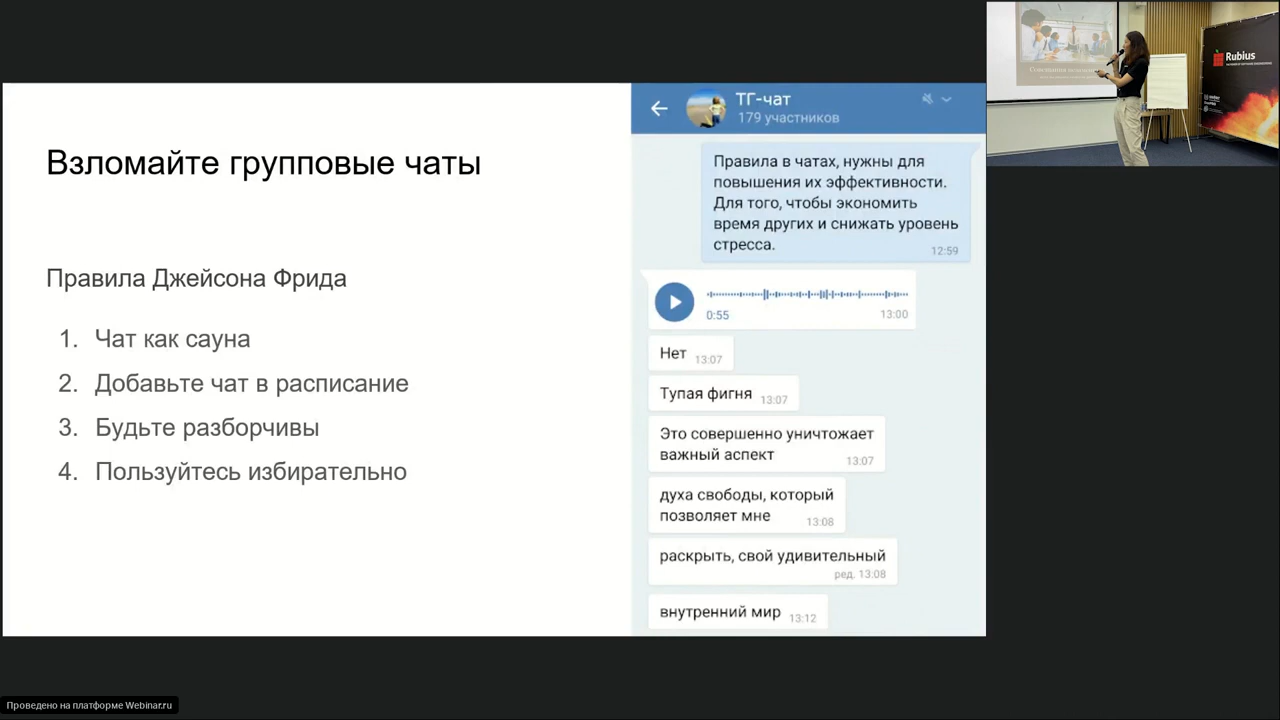 Взломайте групповые чаты
Правила Джейсона Фрида
1. Чат как сауна
2. Добавьте чат в расписание
3. Будьте разборчивы
4. Пользуйтесь избирательно
ТГ-чат
179 участников
Правила в чатах, нужны для
повышения их эффективности.
Для того, чтобы экономить
время других и снижать уровень
стресса.
12:59
0:55
13:00
Нет 13:07
Тупая фигня 13:07
Это совершенно уничтожает
важный аспект 13:07
духа свободы, который
позволяет мне 13:08
раскрыть, свой удивительный
ред. 13:08
внутренний мир 13:12
Rubius
Проведено на платформе Webinar.ru